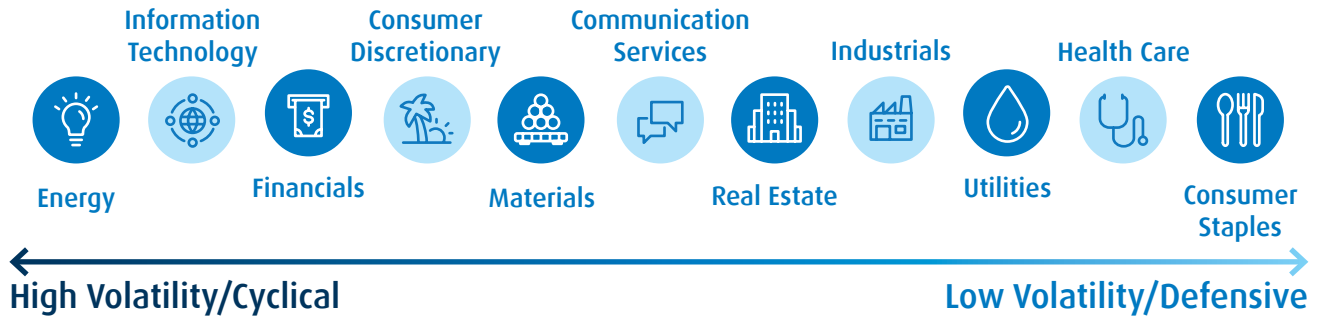 Information
Technology
Consumer
Discretionary
Communication
Services
Industrials
Health Care
$
Energy
Financials
Materials
Real Estate
Utilities
Consumer
Staples
High Volatility/Cyclical
Low Volatility/Defensive